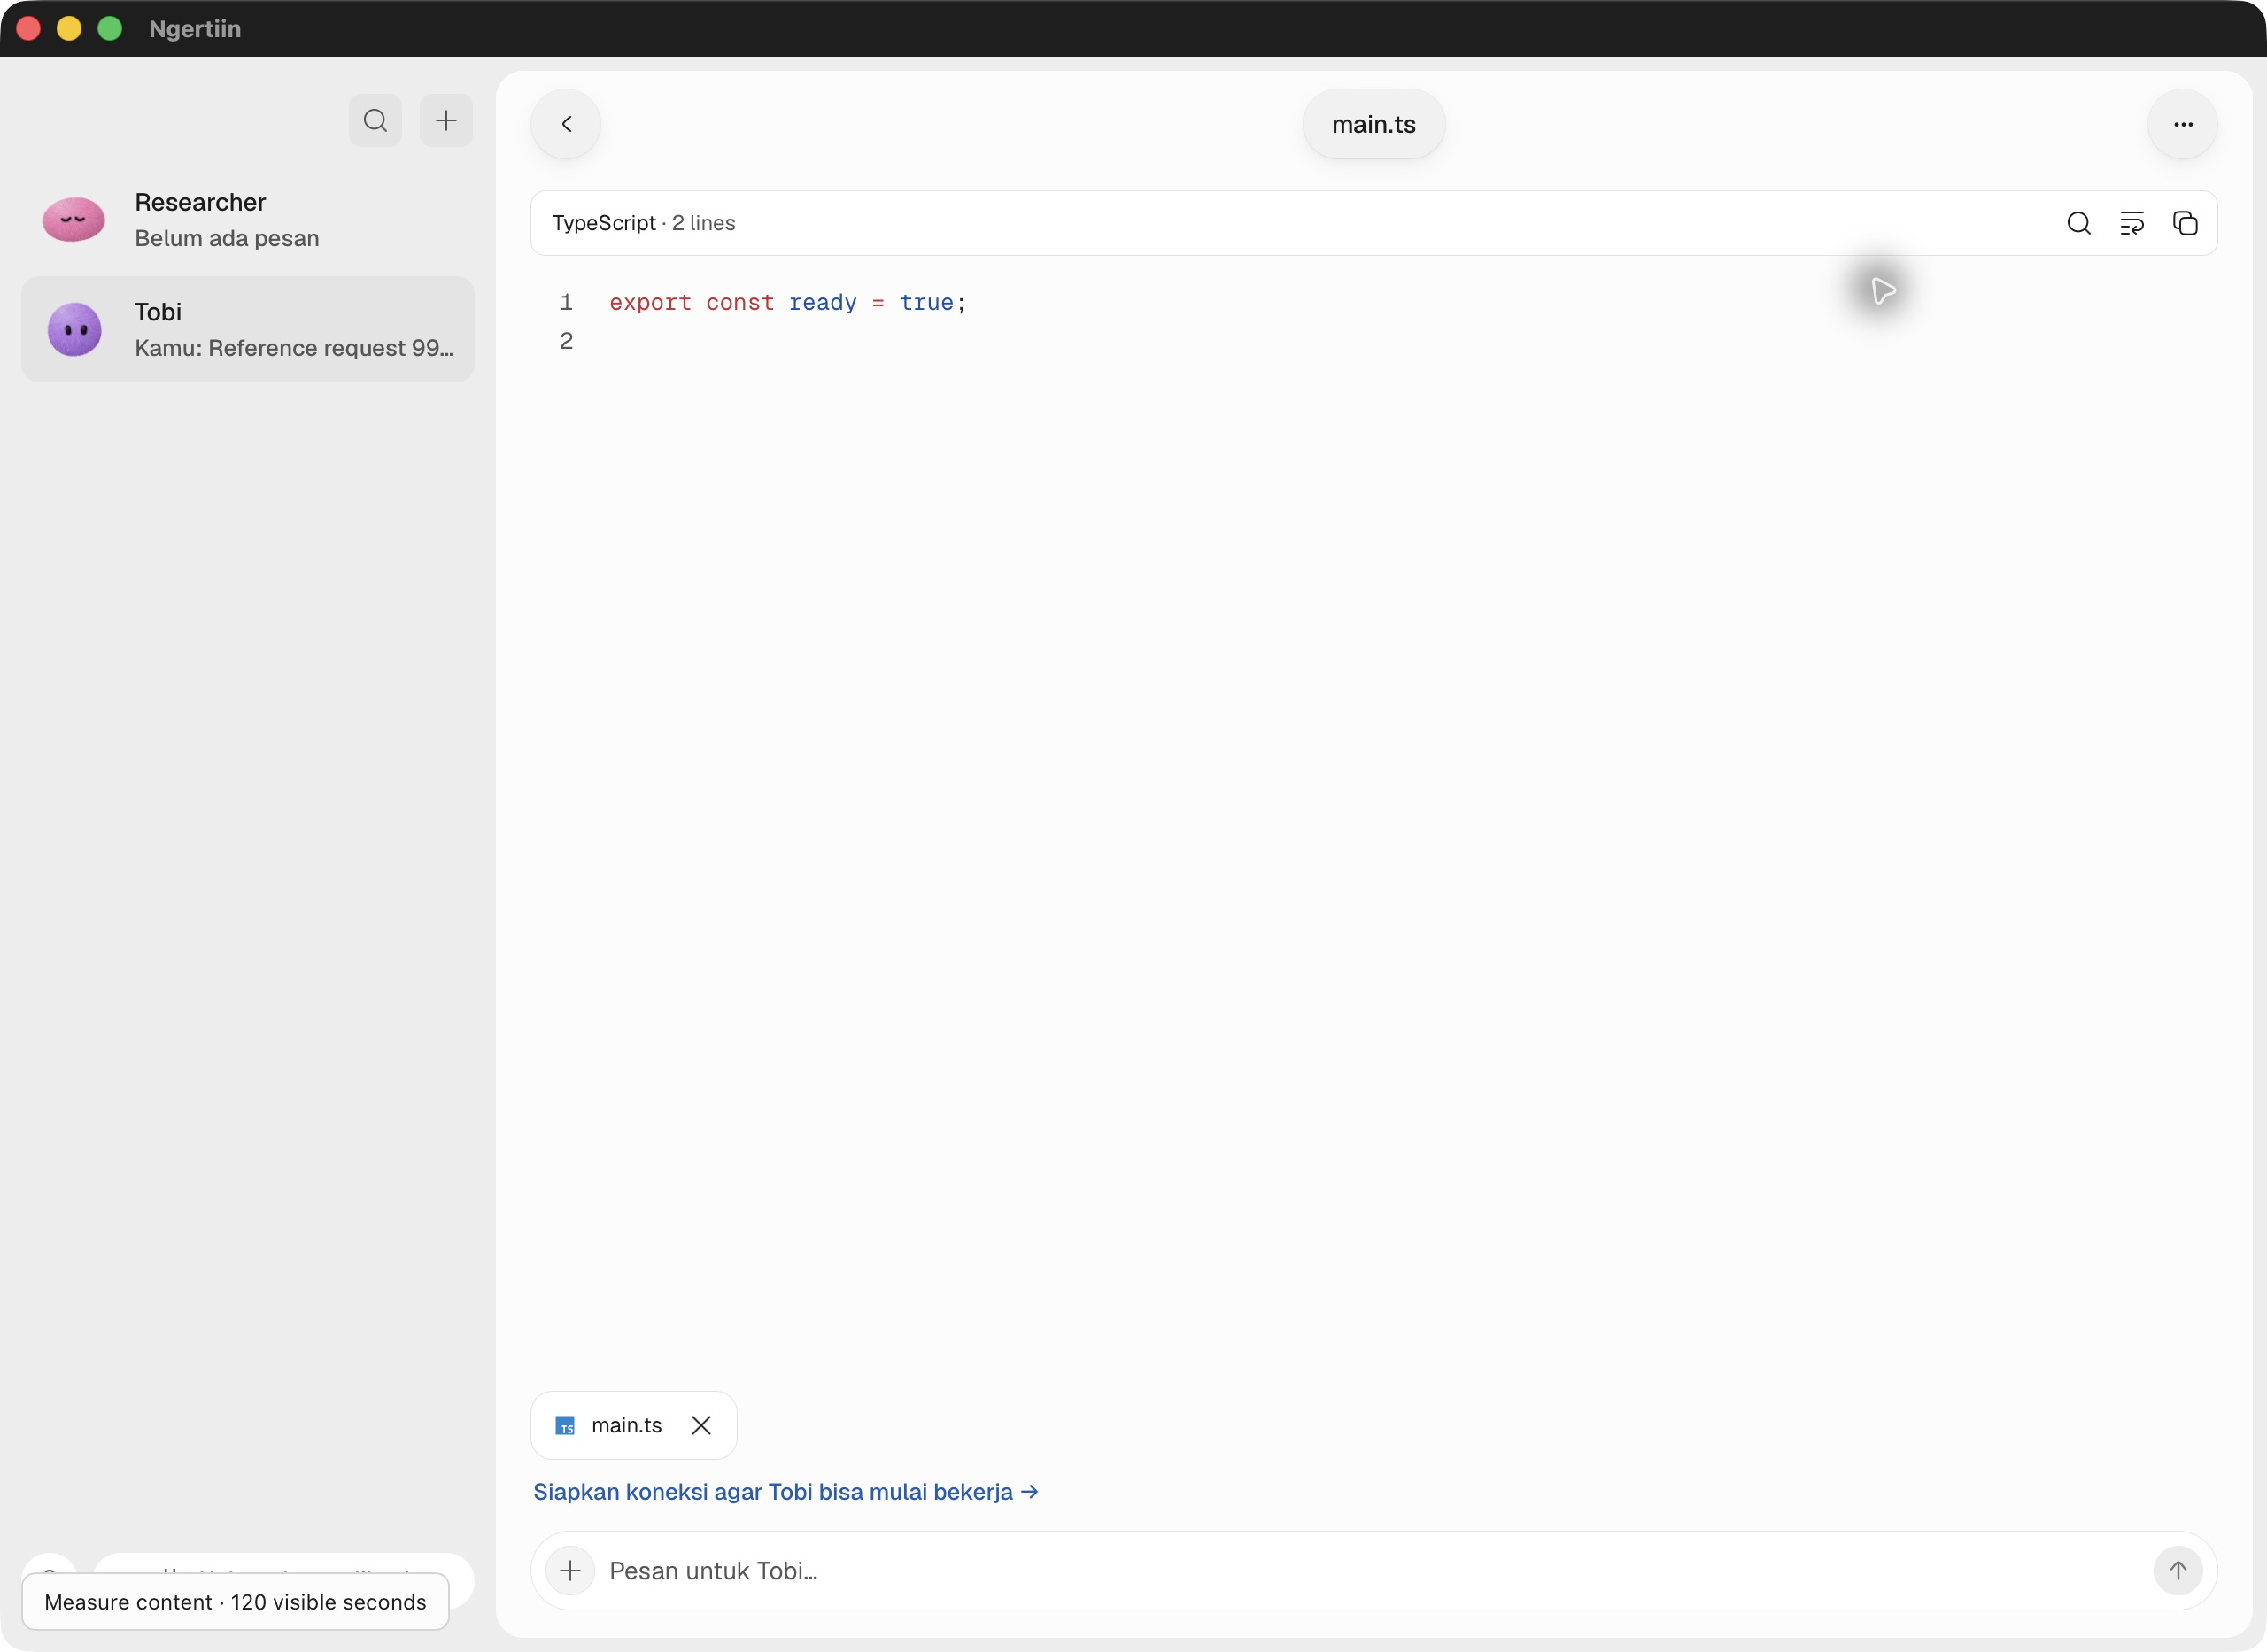 Ngertiin
Researcher
Belum ada pesan
Tobi
Kamu: Reference request 99…
main.ts
TypeScript · 2 lines
1 export const ready = true;
2
TS main.ts
Siapkan koneksi agar Tobi bisa mulai bekerja →
Pesan untuk Tobi…
Measure content · 120 visible seconds